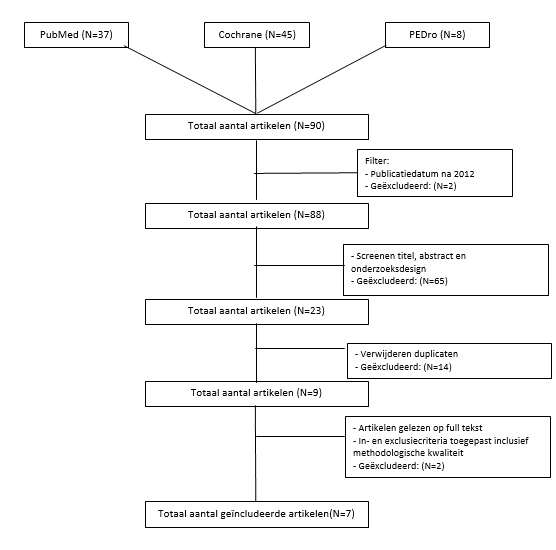 PubMed (N=37)
Cochrane (N=45)
PEDro (N=8)
Totaal aantal artikelen (N=90)
Filter:
- Publicatiedatum na 2012
- Geëxcludeerd: (N=2)
Totaal aantal artikelen (N=88)
- Screenen titel, abstract en
onderzoeksdesign
- Geëxcludeerd: (N=65)
Totaal aantal artikelen (N=23)
- Verwijderen duplicaten
- Geëxcludeerd: (N=14)
Totaal aantal artikelen (N=9)
- Artikelen gelezen op full tekst
- In- en exclusiecriteria toegepast inclusief
methodologische kwaliteit
- Geëxcludeerd: (N=2)
Totaal aantal geïncludeerde artikelen(N=7)